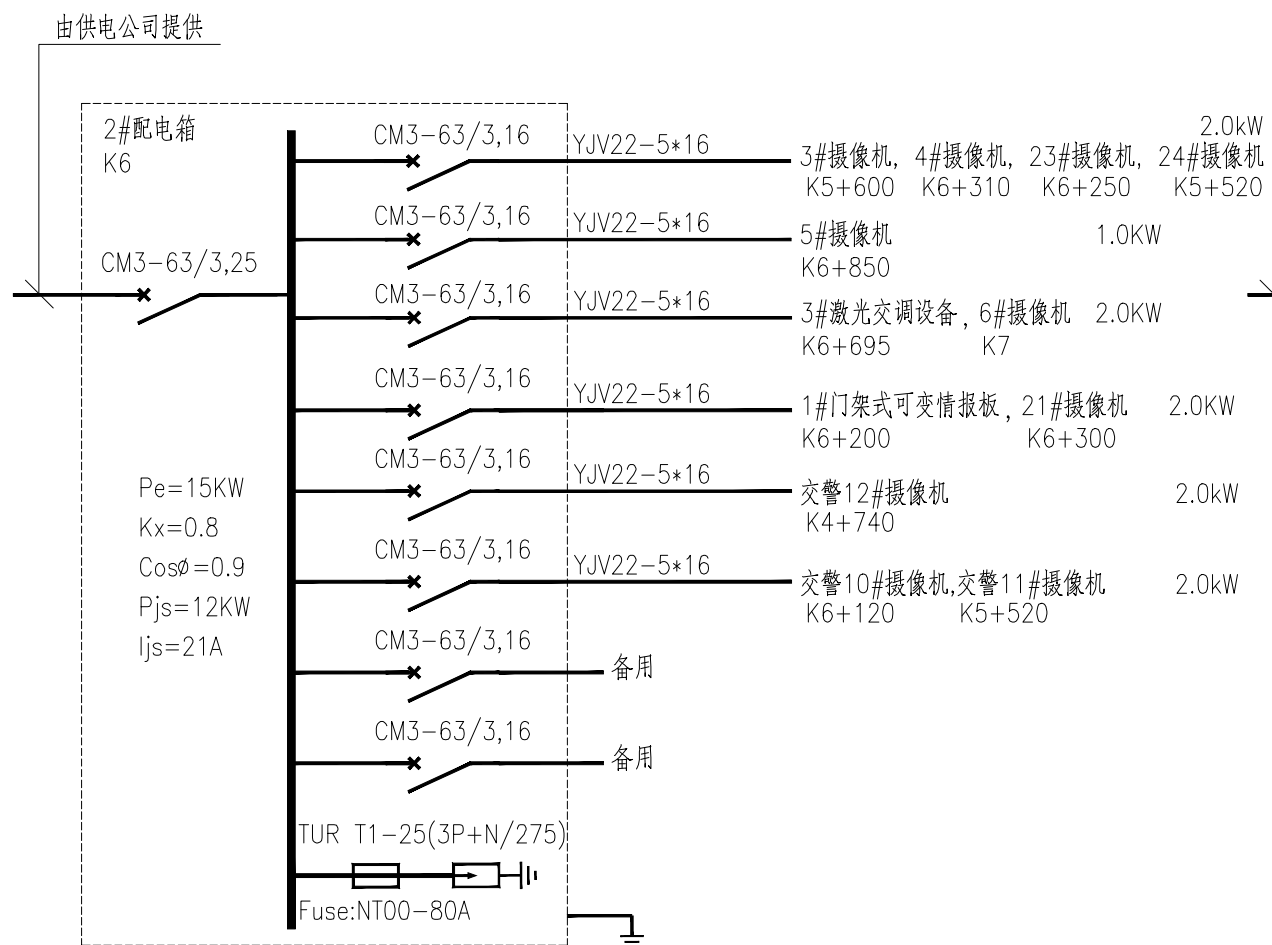 由供电公司提供
2#配电箱
K6
CM3-63/3,25
CM3-63/3,16
YJV22-5*16
2.0kW
3#摄像机, 4#摄像机, 23#摄像机, 24#摄像机
K5+600 K6+310 K6+250 K5+520
CM3-63/3,16
YJV22-5*16
5#摄像机 1.0KW
K6+850
CM3-63/3,16
YJV22-5*16
3#激光交调设备, 6#摄像机 2.0KW
K6+695 K7
CM3-63/3,16
YJV22-5*16
1#门架式可变情报板, 21#摄像机 2.0KW
K6+200 K6+300
CM3-63/3,16
YJV22-5*16
交警12#摄像机 2.0kW
K4+740
CM3-63/3,16
YJV22-5*16
交警10#摄像机,交警11#摄像机 2.0kW
K6+120 K5+520
CM3-63/3,16
备用
CM3-63/3,16
备用
Pe=15KW
Kx=0.8
Cosø=0.9
Pjs=12KW
Ijs=21A
TUR T1-25(3P+N/275)
Fuse:NT00-80A